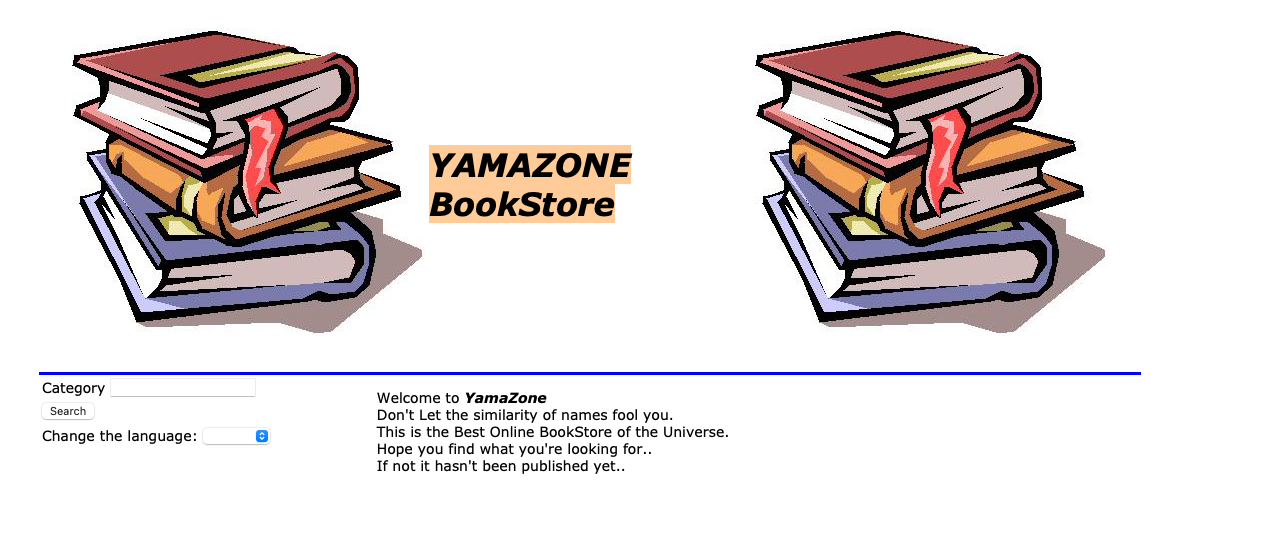 YAMAZONE
BookStore
Category
Search
Change the language:
Welcome to YamaZone
Don't Let the similarity of names fool you.
This is the Best Online BookStore of the Universe.
Hope you find what you're looking for..
If not it hasn't been published yet..